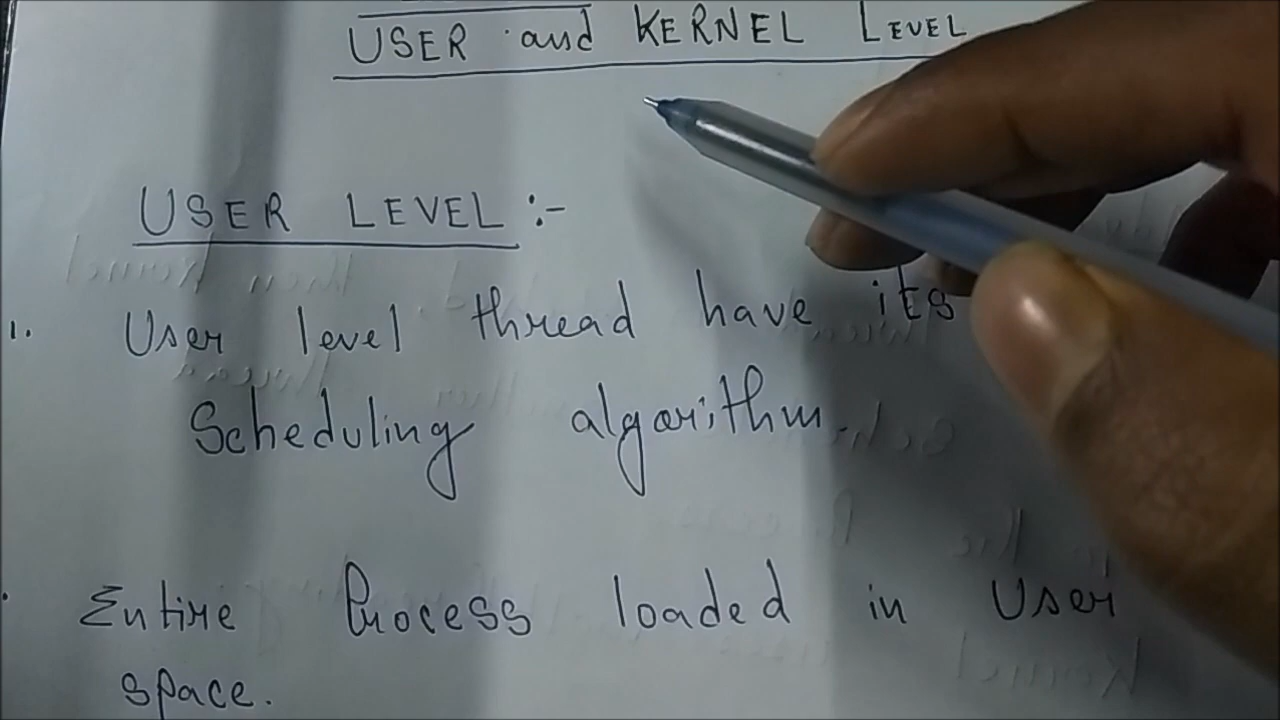 USER and KERNEL LEVEL
USER LEVEL :-
1. User level thread have its
Scheduling algorithm.
Entire Process loaded in User
space.